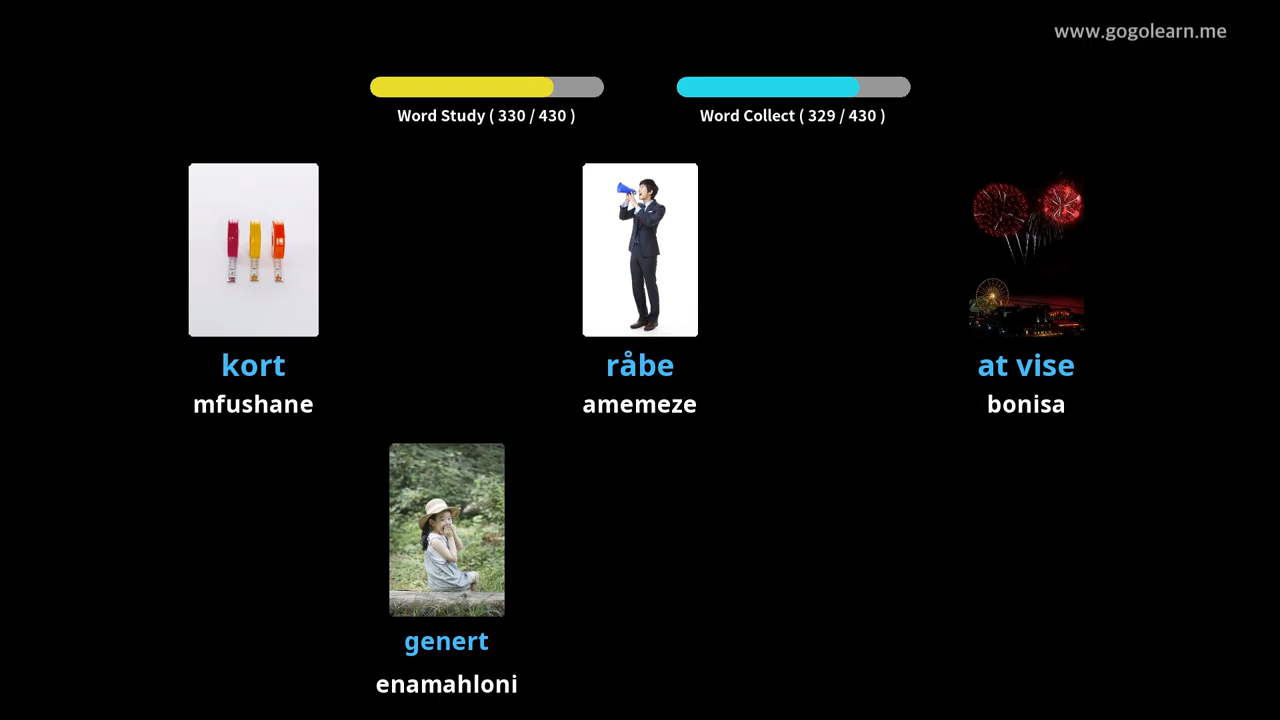 www.gogolearn.me
Word Study ( 330 / 430 )
Word Collect ( 329 / 430 )
kort
råbe
at vise
mfushane
amemeze
bonisa
genert
enamahloni